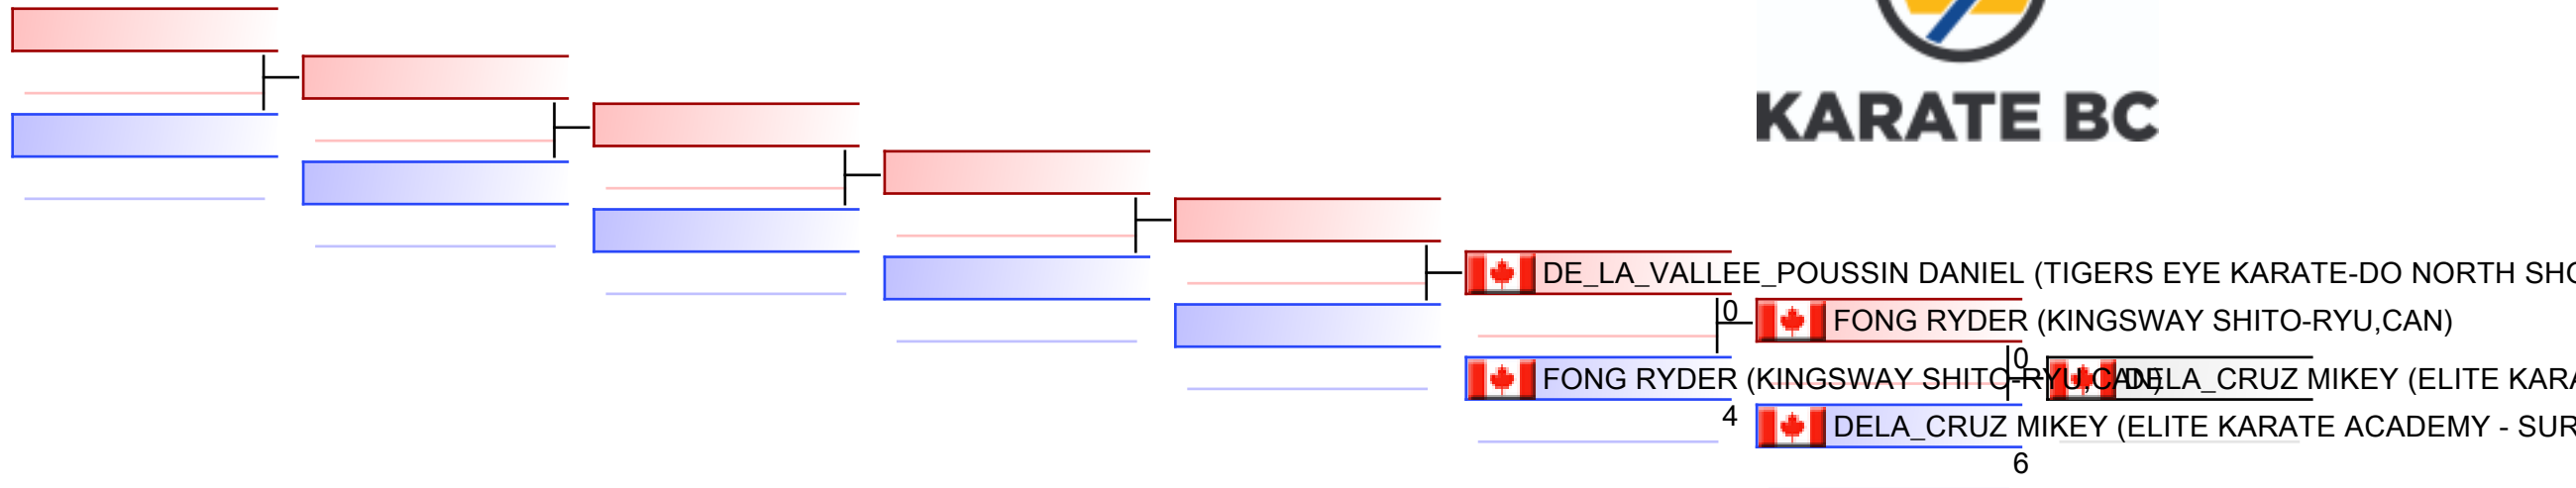 KARATE BC
DE_LA_VALLEE_POUSSIN DANIEL (TIGERS EYE KARATE-DO NORTH SHO
0
FONG RYDER (KINGSWAY SHITO-RYU,CAN)
0
FONG RYDER (KINGSWAY SHITO-RYU,CAN)
DELA_CRUZ MIKEY (ELITE KARA
4
DELA_CRUZ MIKEY (ELITE KARATE ACADEMY - SUR
6